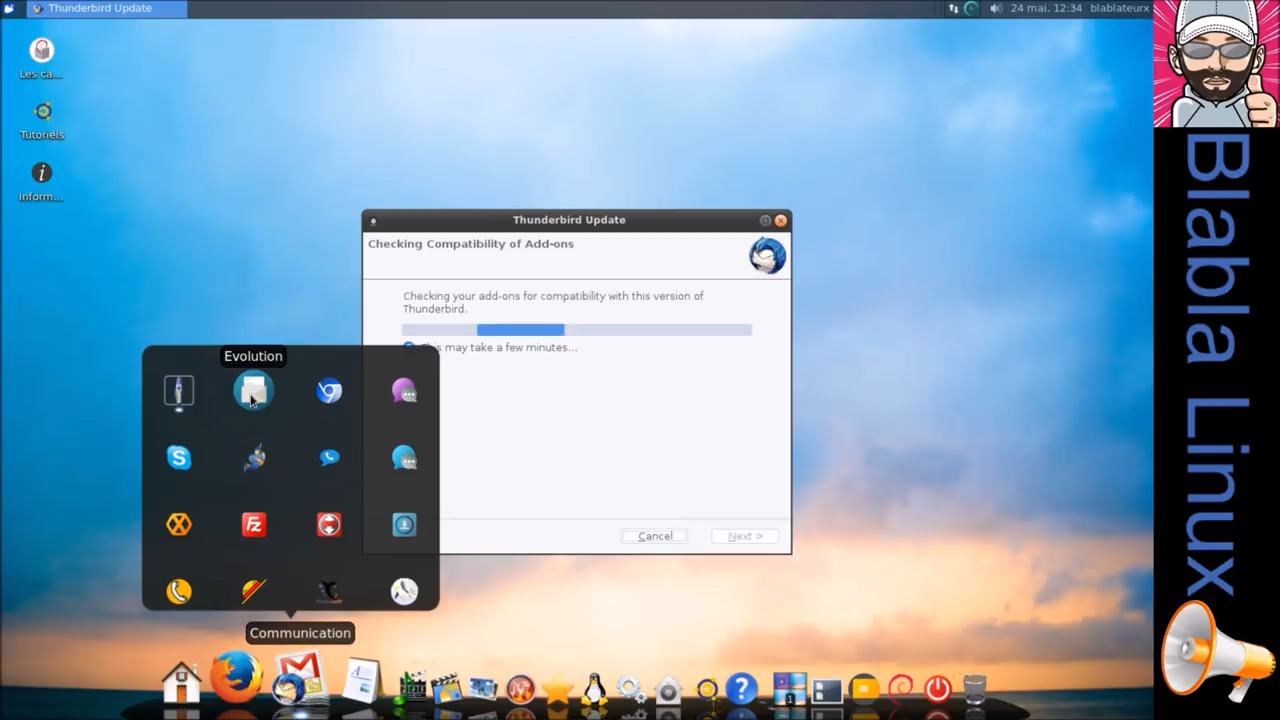 Thunderbird Update
24 mai, 12:34 blablateurx
Les ca...
Tutoriels
i
Inform...
Thunderbird Update
Checking Compatibility of Add-ons
Checking your add-ons for compatibility with this version of
Thunderbird.
This may take a few minutes...
Cancel
Next >
Evolution
S
FZ
Communication
1
?
Blabla Linux